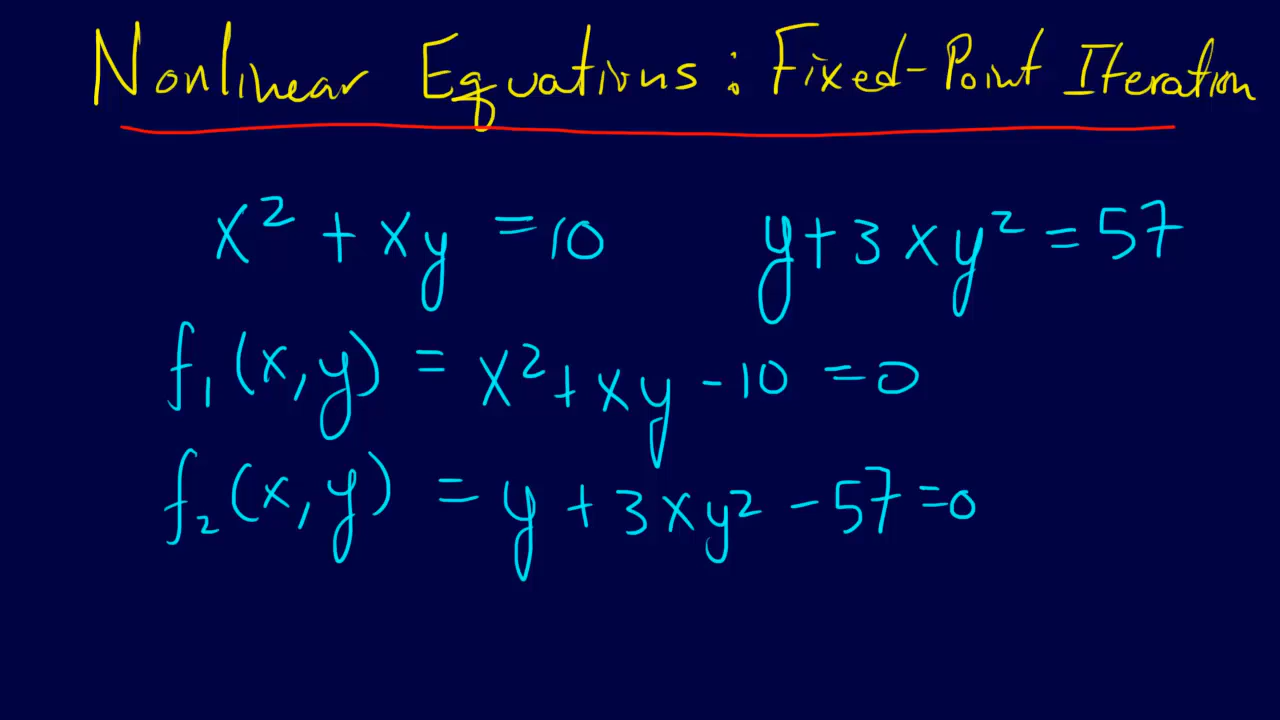 Nonlinear Equations: Fixed-Point Iteration
x² + xy = 10 y + 3xy² = 57
f₁(x,y) = x² + xy - 10 = 0
f₂(x,y) = y + 3xy² - 57 = 0